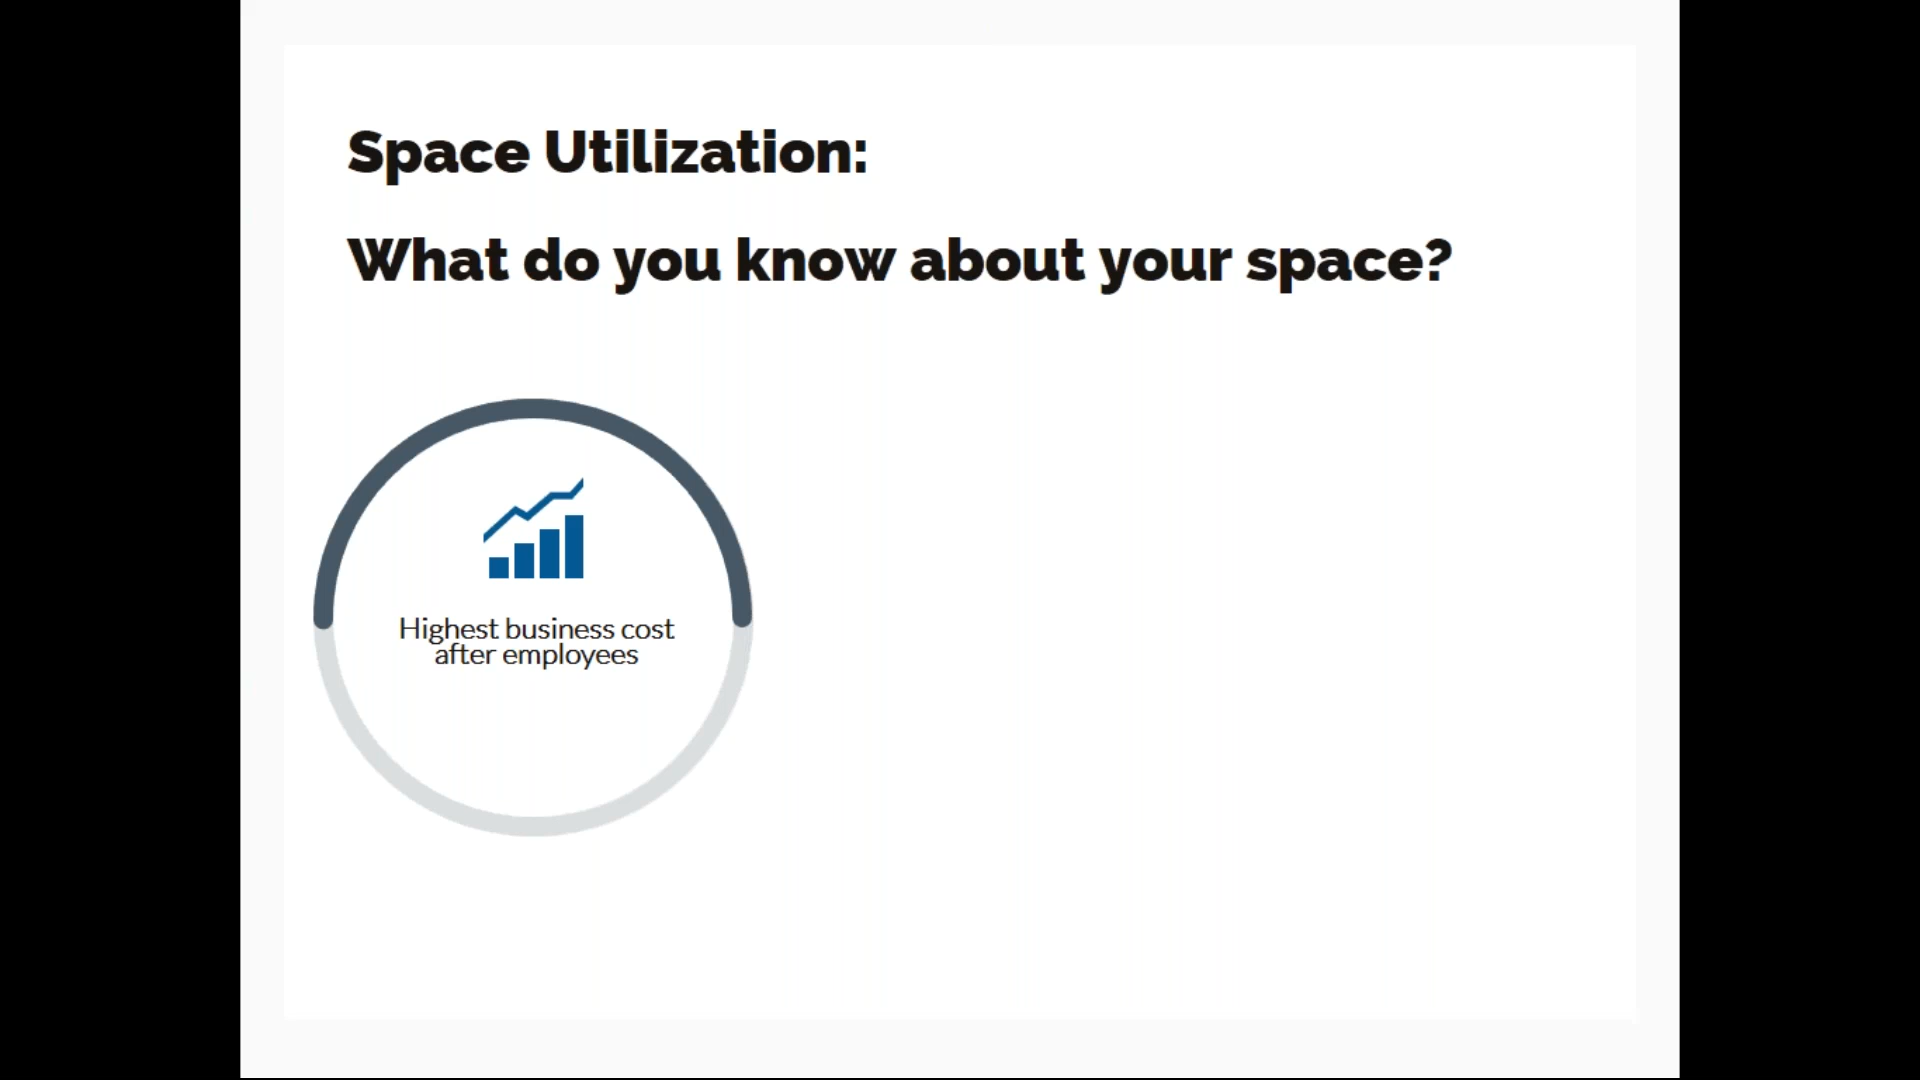 Space Utilization:
What do you know about your space?
Highest business cost
after employees